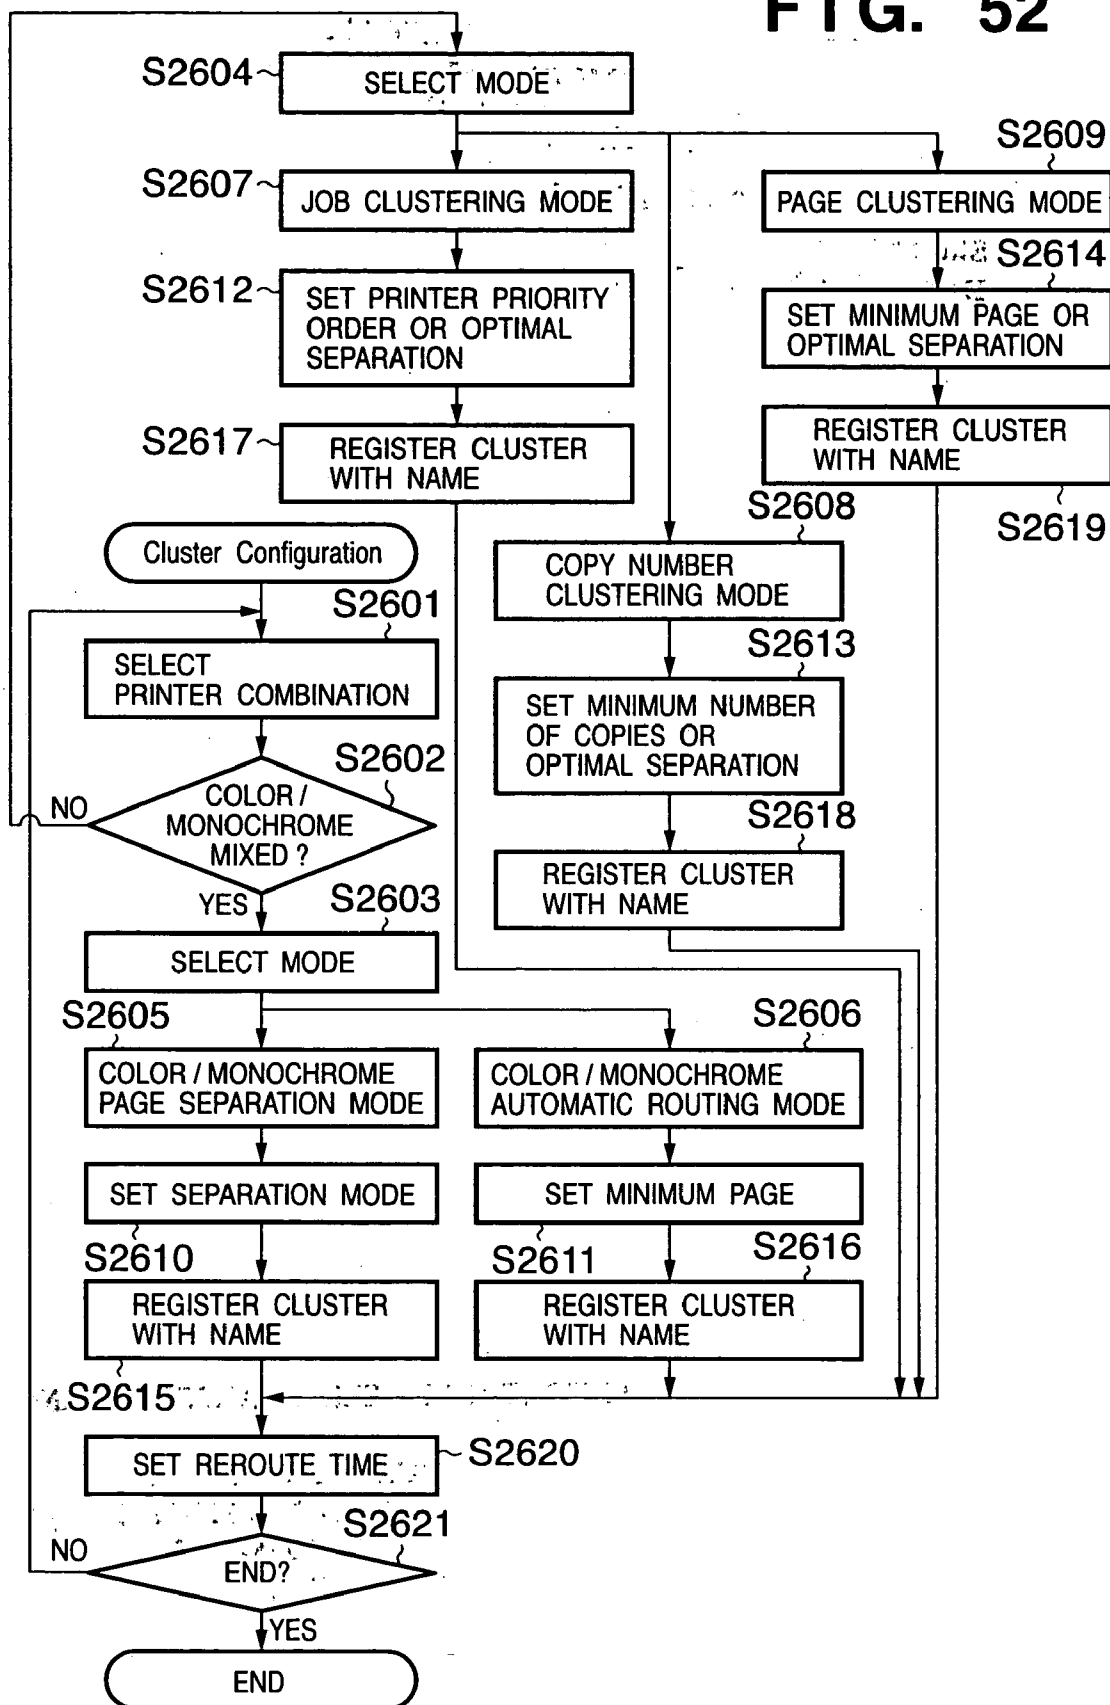 FIG. 52
S2604
SELECT MODE
S2609
S2607
JOB CLUSTERING MODE
PAGE CLUSTERING MODE
S2614
S2612
SET PRINTER PRIORITY
ORDER OR OPTIMAL
SEPARATION
SET MINIMUM PAGE OR
OPTIMAL SEPARATION
S2617
REGISTER CLUSTER
WITH NAME
REGISTER CLUSTER
WITH NAME
S2619
S2608
COPY NUMBER
CLUSTERING MODE
S2613
SET MINIMUM NUMBER
OF COPIES OR
OPTIMAL SEPARATION
S2618
REGISTER CLUSTER
WITH NAME
Cluster Configuration
S2601
SELECT
PRINTER COMBINATION
S2602
COLOR /
MONOCHROME
MIXED ?
NO
YES
S2603
SELECT MODE
S2605
COLOR / MONOCHROME
PAGE SEPARATION MODE
S2606
COLOR / MONOCHROME
AUTOMATIC ROUTING MODE
SET SEPARATION MODE
S2610
SET MINIMUM PAGE
S2611
S2616
REGISTER CLUSTER
WITH NAME
S2615
REGISTER CLUSTER
WITH NAME
SET REROUTE TIME
S2620
S2621
NO
END?
YES
END